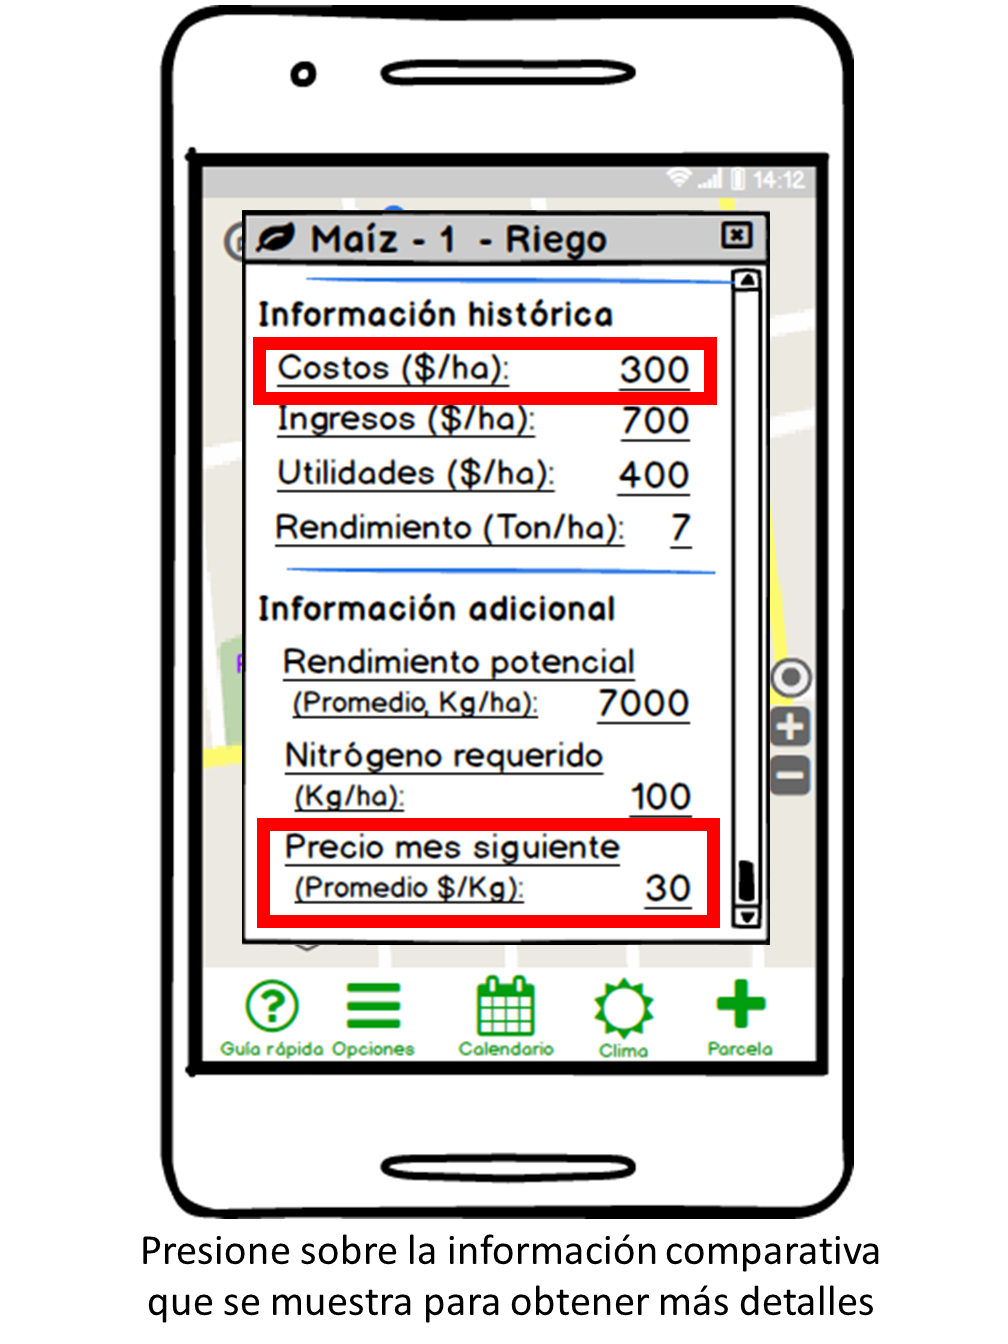 14:12
Maíz - 1 - Riego
Información histórica
Costos ($/ha): 300
Ingresos ($/ha): 700
Utilidades ($/ha): 400
Rendimiento (Ton/ha): 7
Información adicional
Rendimiento potencial
(Promedio, Kg/ha): 7000
Nitrógeno requerido
(Kg/ha): 100
Precio mes siguiente
(Promedio $/Kg): 30
Guía rápida Opciones Calendario Clima Parcela
Presione sobre la información comparativa
que se muestra para obtener más detalles